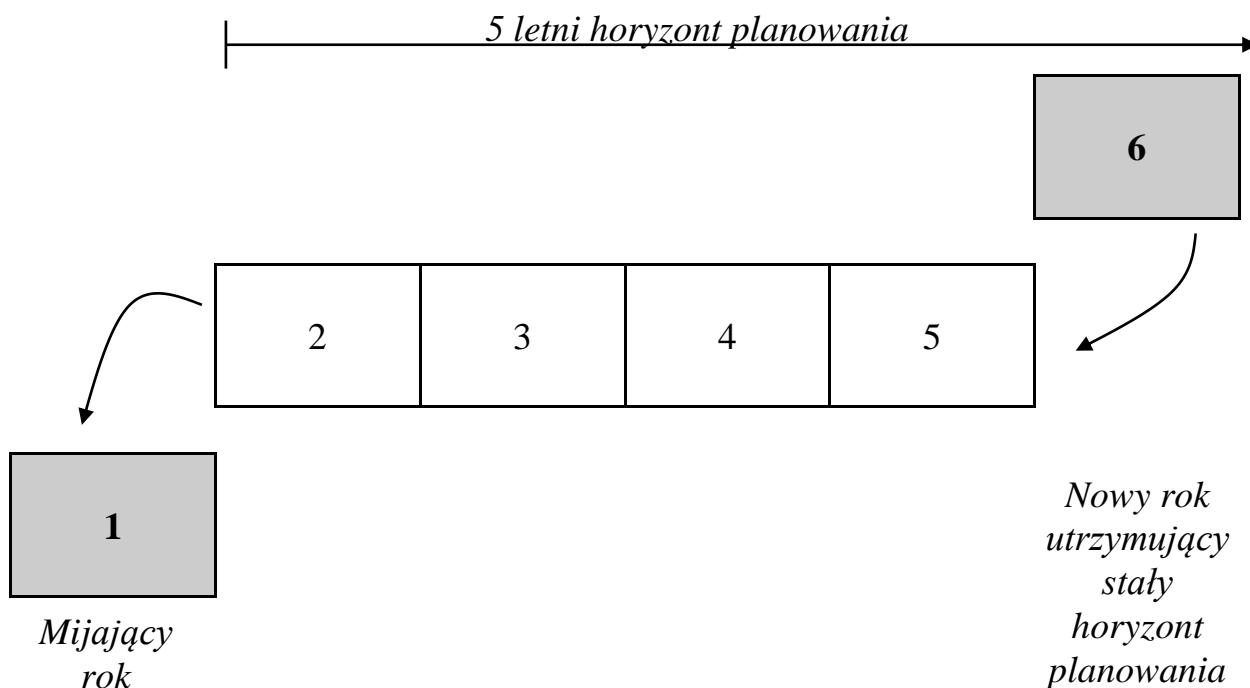 5 letni horyzont planowania
6
2 3 4 5
1
Mijający
rok
Nowy rok
utrzymujący
stały
horyzont
planowania